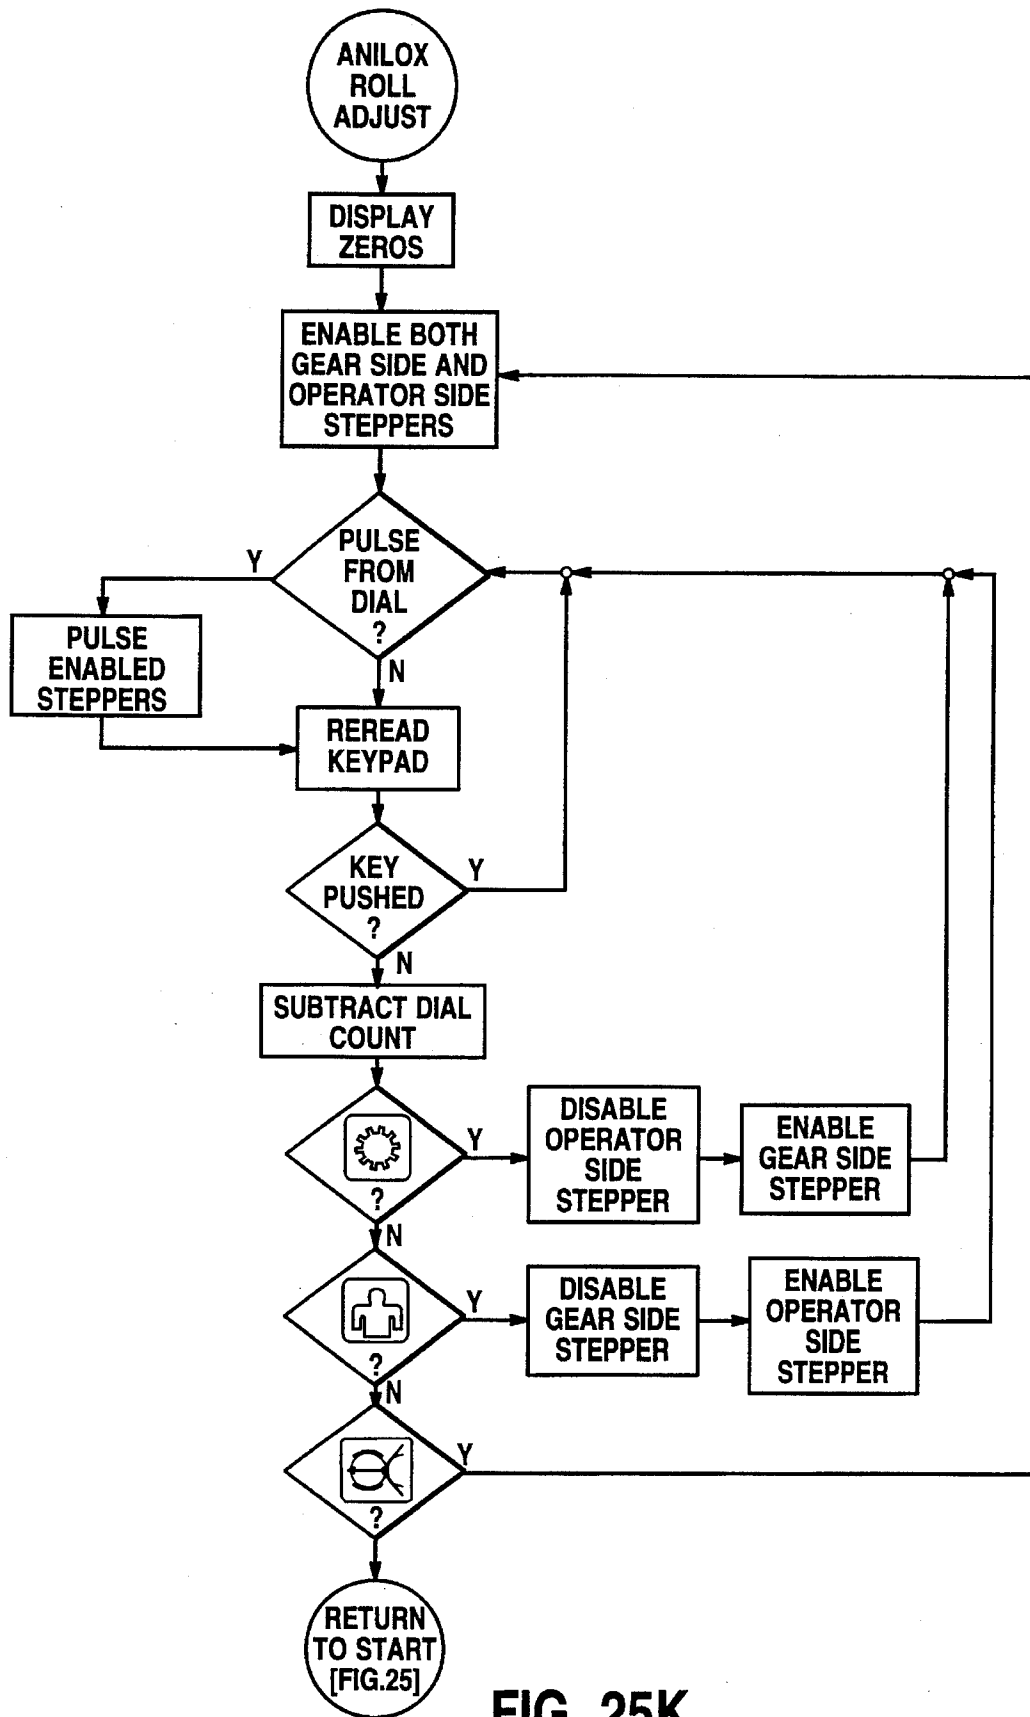 ANILOX
ROLL
ADJUST
DISPLAY
ZEROS
ENABLE BOTH
GEAR SIDE AND
OPERATOR SIDE
STEPPERS
PULSE
FROM
DIAL
?
Y
N
PULSE
ENABLED
STEPPERS
REREAD
KEYPAD
KEY
PUSHED
?
Y
N
SUBTRACT DIAL
COUNT
?
Y
N
DISABLE
OPERATOR
SIDE
STEPPER
ENABLE
GEAR SIDE
STEPPER
?
Y
N
DISABLE
GEAR SIDE
STEPPER
ENABLE
OPERATOR
SIDE
STEPPER
?
Y
RETURN
TO START
[FIG.25]
FIG. 25K